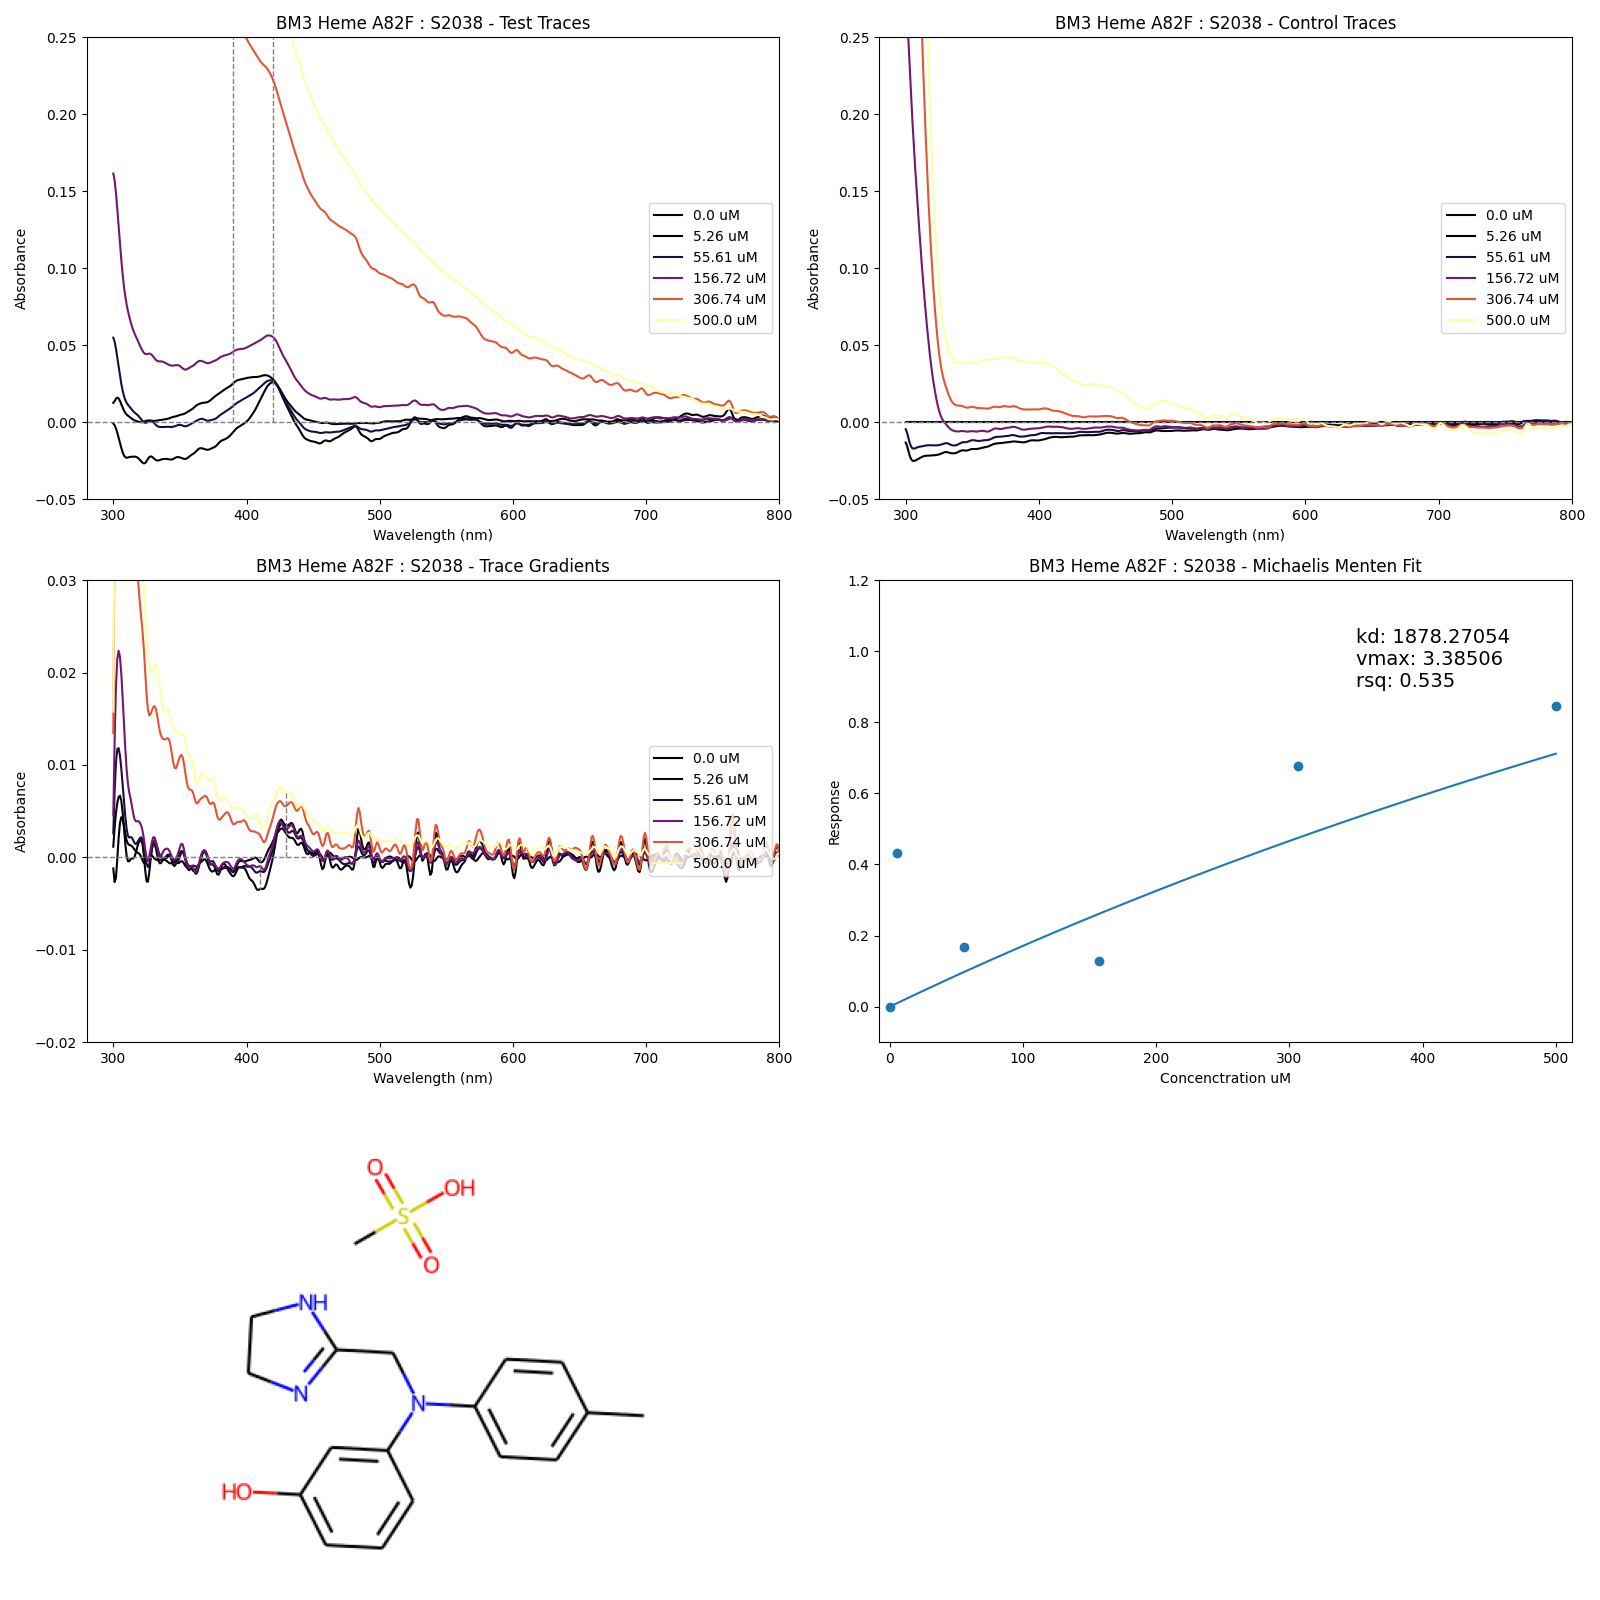 BM3 Heme A82F : S2038 - Test Traces
0.25
0.20
0.15
0.10
0.05
0.00
−0.05
Absorbance
300 400 500 600 700 800
Wavelength (nm)
0.0 uM
5.26 uM
55.61 uM
156.72 uM
306.74 uM
500.0 uM
BM3 Heme A82F : S2038 - Control Traces
0.25
0.20
0.15
0.10
0.05
0.00
−0.05
Absorbance
300 400 500 600 700 800
Wavelength (nm)
0.0 uM
5.26 uM
55.61 uM
156.72 uM
306.74 uM
500.0 uM
BM3 Heme A82F : S2038 - Trace Gradients
0.03
0.02
0.01
0.00
−0.01
−0.02
Absorbance
300 400 500 600 700 800
Wavelength (nm)
0.0 uM
5.26 uM
55.61 uM
156.72 uM
306.74 uM
500.0 uM
BM3 Heme A82F : S2038 - Michaelis Menten Fit
1.2
1.0
0.8
0.6
0.4
0.2
0.0
Response
0 100 200 300 400 500
Concenctration uM
kd: 1878.27054
vmax: 3.38506
rsq: 0.535
O
OH
S
O
NH
N
N
HO